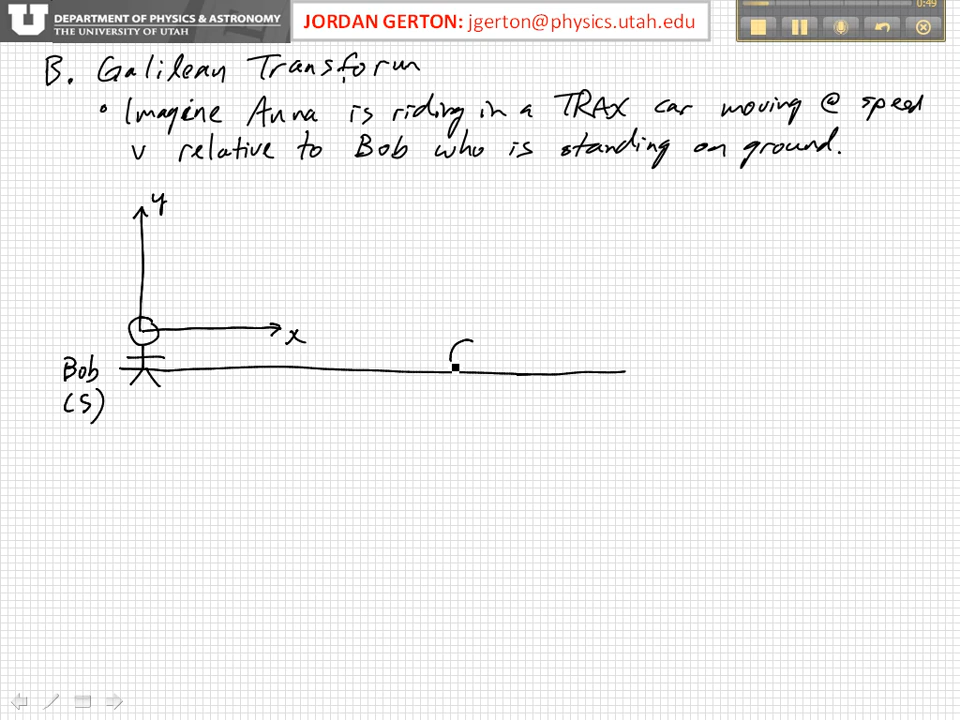 DEPARTMENT OF PHYSICS & ASTRONOMY
THE UNIVERSITY OF UTAH
JORDAN GERTON: jgerton@physics.utah.edu
0:49
B. Galilean Transform
• Imagine Anna is riding in a TRAX car moving @ speed
v relative to Bob who is standing on ground.
y
x
Bob
(S)